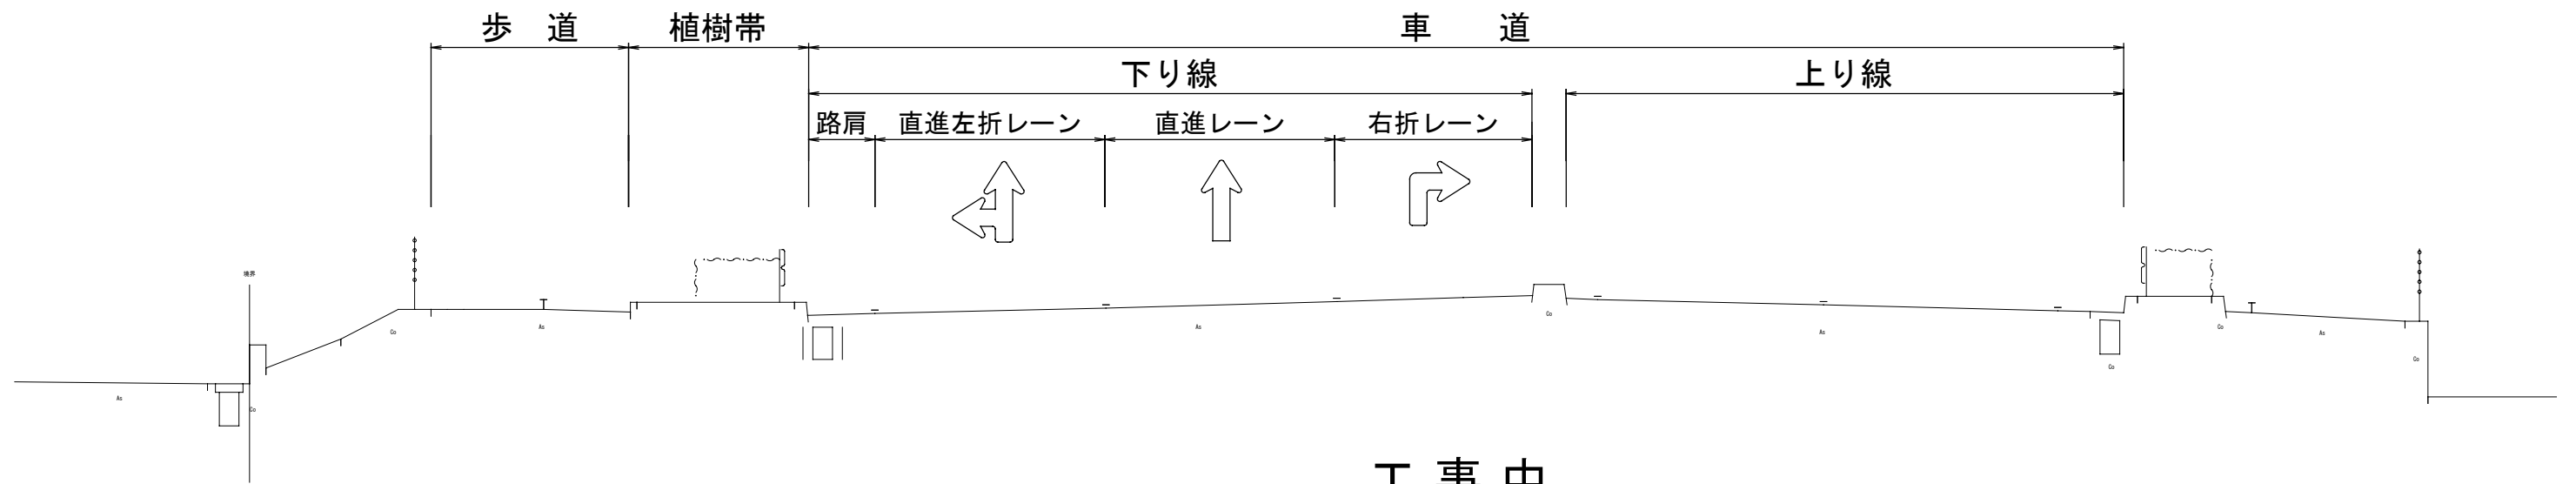 歩 道 植樹帯 車 道
下り線 上り線
路肩 直進左折レーン 直進レーン 右折レーン
境界
Co As As Co As Co As
Co Co
As Co
工事中